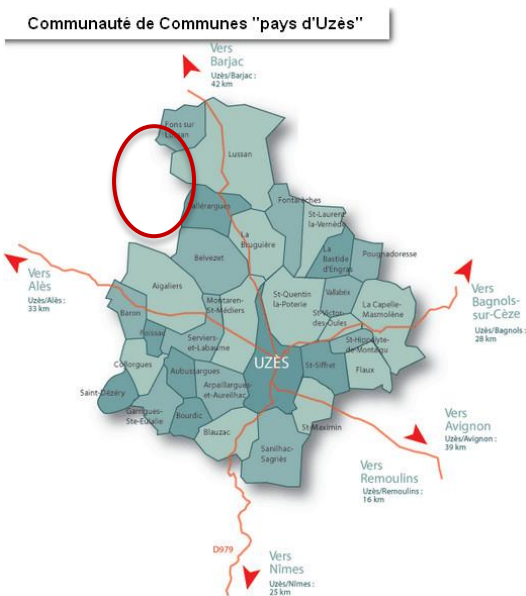 Communauté de Communes "pays d'Uzès"
Vers
Barjac
Uzès/Barjac :
42 km
Fons sur
Lussan
Lussan
Vallérargues
Fontarèches
St-Laurent
la-Vernède
La
Bruguière
La
Bastide
d'Engras
Pougnadoresse
Belvezet
Vers
Alès
Uzès/Alès :
33 km
Aigaliers
Vers
Bagnols-
sur-Cèze
Uzès/Bagnols :
28 km
Baron
Montaren-
St-Médiers
St-Quentin
la-Poterie
Vallabix
La Capelle-
Masmolène
St-Victor-
des-Oules
Foissac
Serviers-
et-Labaume
St-Hippolyte-
de-Montaigu
Collorgues
Aubussargues
UZÈS
St-Siffret
Flaux
Saint-Dézéry
Arpaillargues-
et-Aureilhac
Garrigues-
Ste-Eulalie
Bourdic
Blauzac
St-Maximin
Vers
Avignon
Uzès/Avignon :
39 km
Sanilhac-
Sagriès
Vers
Remoulins
Uzès/Remoulins :
16 km
D979
Vers
Nîmes
Uzès/Nîmes :
25 km